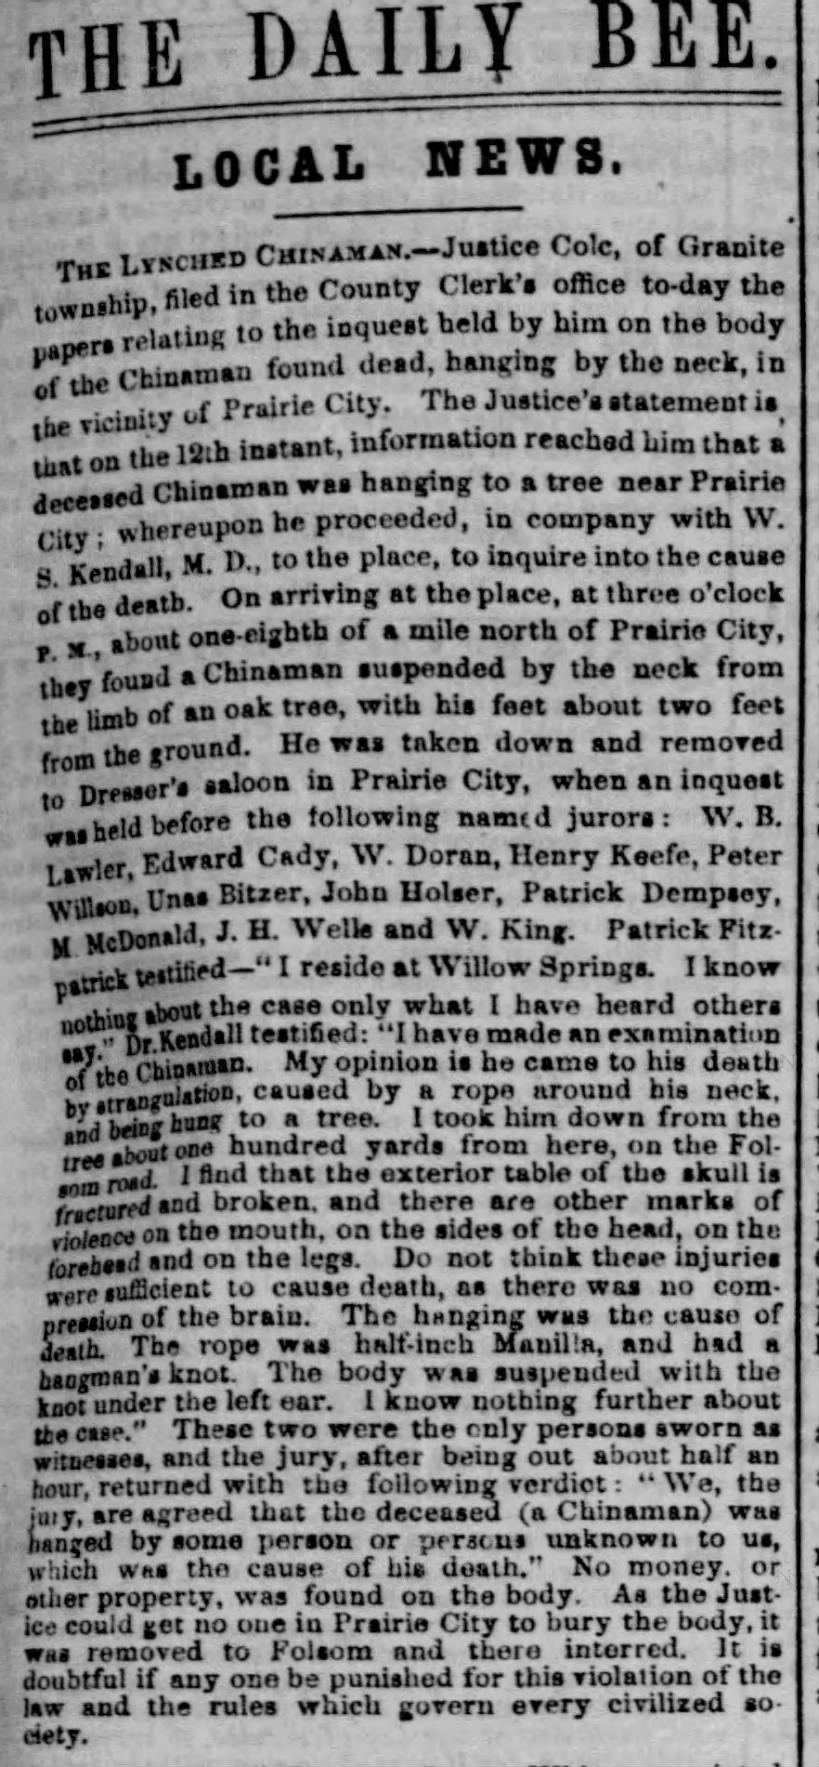 THE DAILY BEE.
LOCAL NEWS.
THE LYNCHED CHINAMAN.—Justice Cole, of Granite
township, filed in the County Clerk's office to-day the
papers relating to the inquest held by him on the body
of the Chinaman found dead, hanging by the neck, in
the vicinity of Prairie City. The Justice's statement is,
that on the 12th instant, information reached him that a
deceased Chinaman was hanging to a tree near Prairie
City; whereupon he proceeded, in company with W.
S. Kendall, M. D., to the place, to inquire into the cause
of the death. On arriving at the place, at three o'clock
P. M., about one-eighth of a mile north of Prairie City,
they found a Chinaman suspended by the neck from
the limb of an oak tree, with his feet about two feet
from the ground. He was taken down and removed
to Dresser's saloon in Prairie City, when an inquest
was held before the following named jurors: W. B.
Lawler, Edward Cady, W. Doran, Henry Keefe, Peter
Willson, Unas Bitzer, John Holser, Patrick Dempsey,
M McDonald, J. H. Wells and W. King. Patrick Fitz-
patrick testified—"I reside at Willow Springs. I know
nothing about the case only what I have heard others
say." Dr. Kendall testified: "I have made an examination
of the Chinaman. My opinion is he came to his death
by strangulation, caused by a rope around his neck,
and being hung to a tree. I took him down from the
tree about one hundred yards from here, on the Fol-
som road. I find that the exterior table of the skull is
fractured and broken, and there are other marks of
violence on the mouth, on the sides of the head, on the
forehead and on the legs. Do not think these injuries
were sufficient to cause death, as there was no com-
pression of the brain. The hanging was the cause of
death. The rope was half-inch Manilla, and had a
hangman's knot. The body was suspended with the
knot under the left ear. I know nothing further about
the case." These two were the only persons sworn as
witnesses, and the jury, after being out about half an
hour, returned with the following verdict: "We, the
jury, are agreed that the deceased (a Chinaman) was
hanged by some person or persons unknown to us,
which was the cause of his death." No money, or
other property, was found on the body. As the Just-
ice could get no one in Prairie City to bury the body, it
was removed to Folsom and there interred. It is
doubtful if any one be punished for this violation of the
law and the rules which govern every civilized so-
ciety.